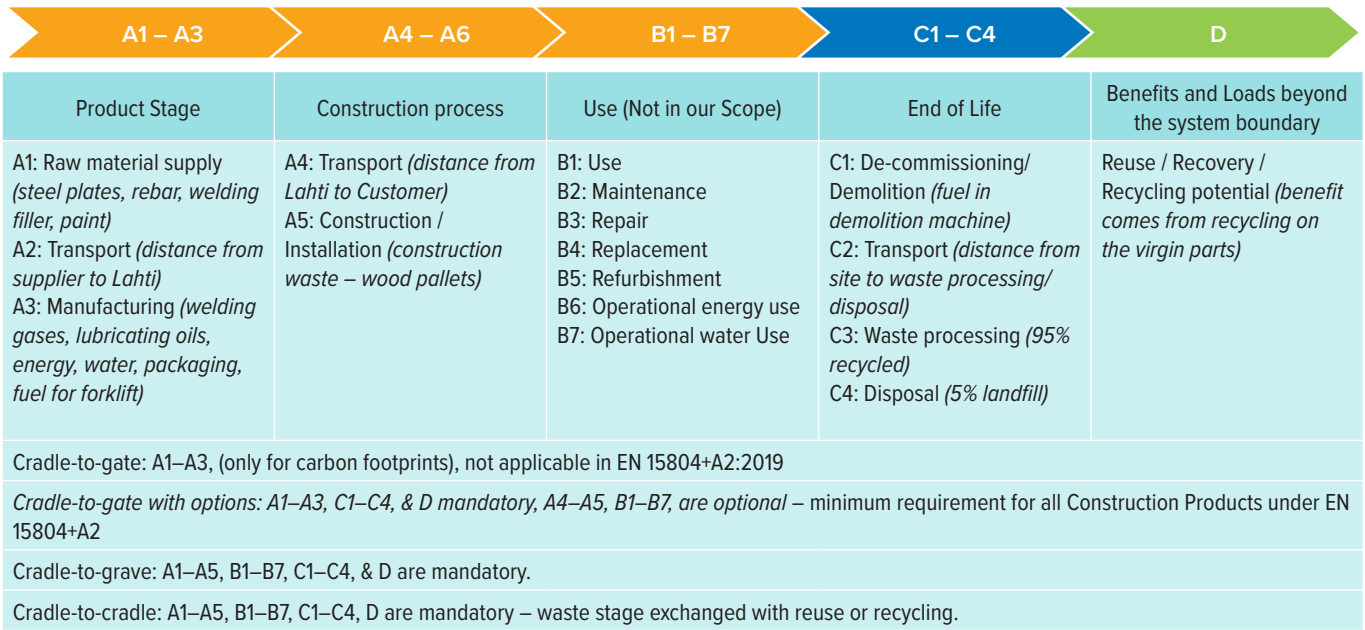 A1 – A3
A4 – A6
B1 – B7
C1 – C4
D
Product Stage
Construction process
Use (Not in our Scope)
End of Life
Benefits and Loads beyond
the system boundary
A1: Raw material supply
(steel plates, rebar, welding
filler, paint)
A2: Transport (distance from
supplier to Lahti)
A3: Manufacturing (welding
gases, lubricating oils,
energy, water, packaging,
fuel for forklift)
A4: Transport (distance from
Lahti to Customer)
A5: Construction /
Installation (construction
waste – wood pallets)
B1: Use
B2: Maintenance
B3: Repair
B4: Replacement
B5: Refurbishment
B6: Operational energy use
B7: Operational water Use
C1: De-commissioning/
Demolition (fuel in
demolition machine)
C2: Transport (distance from
site to waste processing/
disposal)
C3: Waste processing (95%
recycled)
C4: Disposal (5% landfill)
Reuse / Recovery /
Recycling potential (benefit
comes from recycling on
the virgin parts)
Cradle-to-gate: A1–A3, (only for carbon footprints), not applicable in EN 15804+A2:2019
Cradle-to-gate with options: A1–A3, C1–C4, & D mandatory, A4–A5, B1–B7, are optional – minimum requirement for all Construction Products under EN
15804+A2
Cradle-to-grave: A1–A5, B1–B7, C1–C4, & D are mandatory.
Cradle-to-cradle: A1–A5, B1–B7, C1–C4, D are mandatory – waste stage exchanged with reuse or recycling.